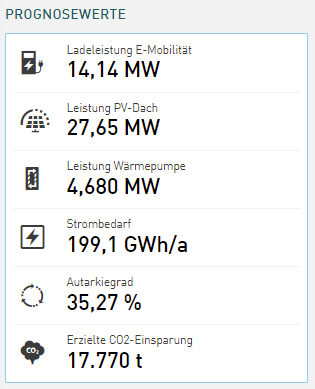 PROGNOSEWERTE
Ladeleistung E-Mobilität
14,14 MW
Leistung PV-Dach
27,65 MW
Leistung Wärmepumpe
4,680 MW
Strombedarf
199,1 GWh/a
Autarkiegrad
35,27 %
CO₂
Erzielte CO2-Einsparung
17.770 t